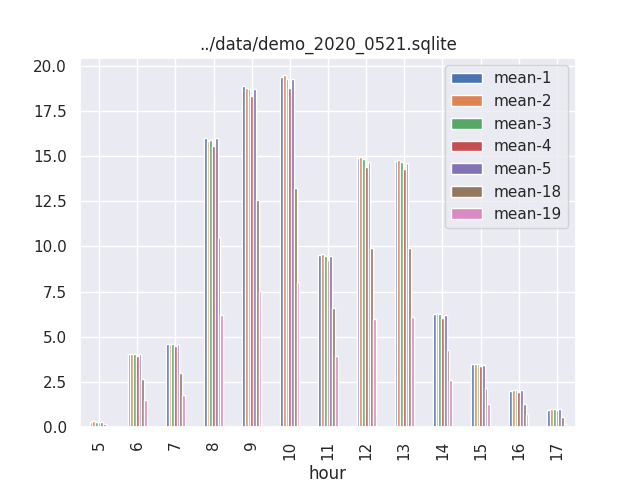 ../data/demo_2020_0521.sqlite
20.0
17.5
15.0
12.5
10.0
7.5
5.0
2.5
0.0
mean-1
mean-2
mean-3
mean-4
mean-5
mean-18
mean-19
5 6 7 8 9 10 11 12 13 14 15 16 17
hour